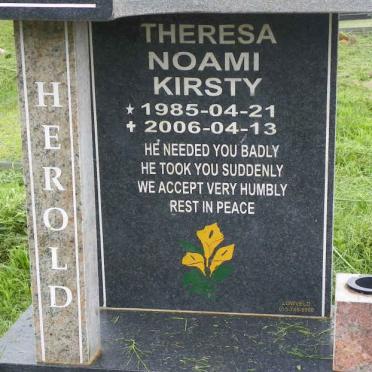 THERESA
NOAMI
KIRSTY
★ 1985-04-21
✝ 2006-04-13
HE NEEDED YOU BADLY
HE TOOK YOU SUDDENLY
WE ACCEPT VERY HUMBLY
REST IN PEACE
HEROLD
LOWVELD